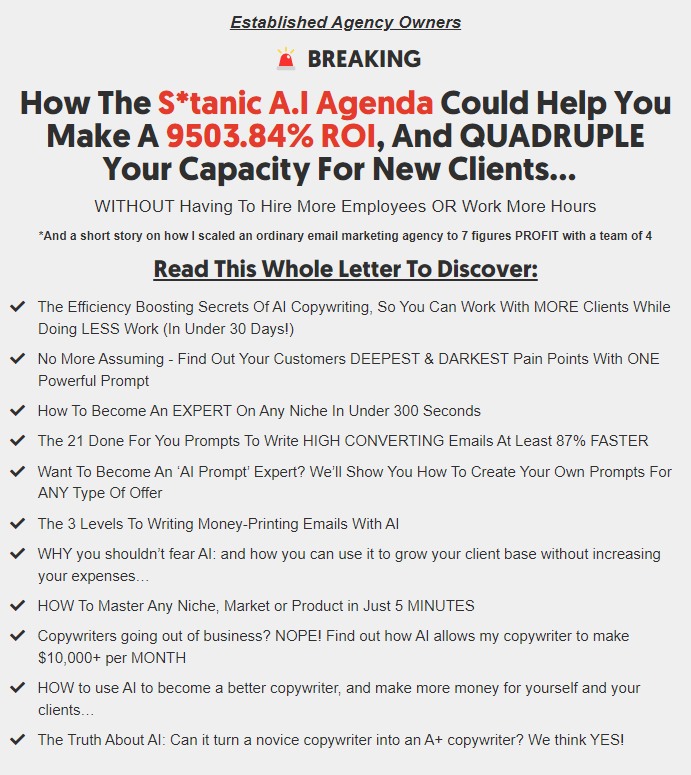 Established Agency Owners
🚨 BREAKING
How The S*tanic A.I Agenda Could Help You
Make A 9503.84% ROI, And QUADRUPLE
Your Capacity For New Clients...
WITHOUT Having To Hire More Employees OR Work More Hours
*And a short story on how I scaled an ordinary email marketing agency to 7 figures PROFIT with a team of 4
Read This Whole Letter To Discover:
The Efficiency Boosting Secrets Of AI Copywriting, So You Can Work With MORE Clients While
Doing LESS Work (In Under 30 Days!)
No More Assuming - Find Out Your Customers DEEPEST & DARKEST Pain Points With ONE
Powerful Prompt
How To Become An EXPERT On Any Niche In Under 300 Seconds
The 21 Done For You Prompts To Write HIGH CONVERTING Emails At Least 87% FASTER
Want To Become An ‘AI Prompt’ Expert? We’ll Show You How To Create Your Own Prompts For
ANY Type Of Offer
The 3 Levels To Writing Money-Printing Emails With AI
WHY you shouldn’t fear AI: and how you can use it to grow your client base without increasing
your expenses…
HOW To Master Any Niche, Market or Product in Just 5 MINUTES
Copywriters going out of business? NOPE! Find out how AI allows my copywriter to make
$10,000+ per MONTH
HOW to use AI to become a better copywriter, and make more money for yourself and your
clients…
The Truth About AI: Can it turn a novice copywriter into an A+ copywriter? We think YES!